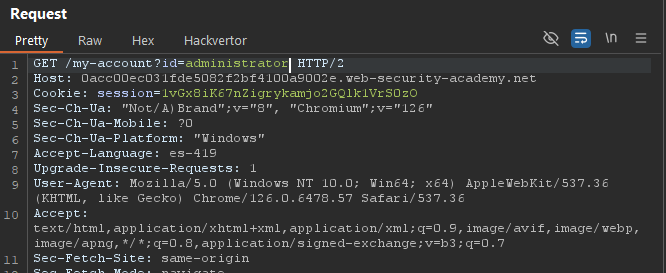 Request
Pretty Raw Hex Hackvertor
\n
1 GET /my-account?id=administrator HTTP/2
2 Host: 0acc00ec031fde5082f2bf4100a9002e.web-security-academy.net
3 Cookie: session=1vGx8iK67nZigrykamjo2GQlk1VrS0zO
4 Sec-Ch-Ua: "Not/A)Brand";v="8", "Chromium";v="126"
5 Sec-Ch-Ua-Mobile: ?0
6 Sec-Ch-Ua-Platform: "Windows"
7 Accept-Language: es-419
8 Upgrade-Insecure-Requests: 1
9 User-Agent: Mozilla/5.0 (Windows NT 10.0; Win64; x64) AppleWebKit/537.36
(KHTML, like Gecko) Chrome/126.0.6478.57 Safari/537.36
10 Accept:
text/html,application/xhtml+xml,application/xml;q=0.9,image/avif,image/webp,
image/apng,*/*;q=0.8,application/signed-exchange;v=b3;q=0.7
11 Sec-Fetch-Site: same-origin
Sec-Fetch-Mode: navigate